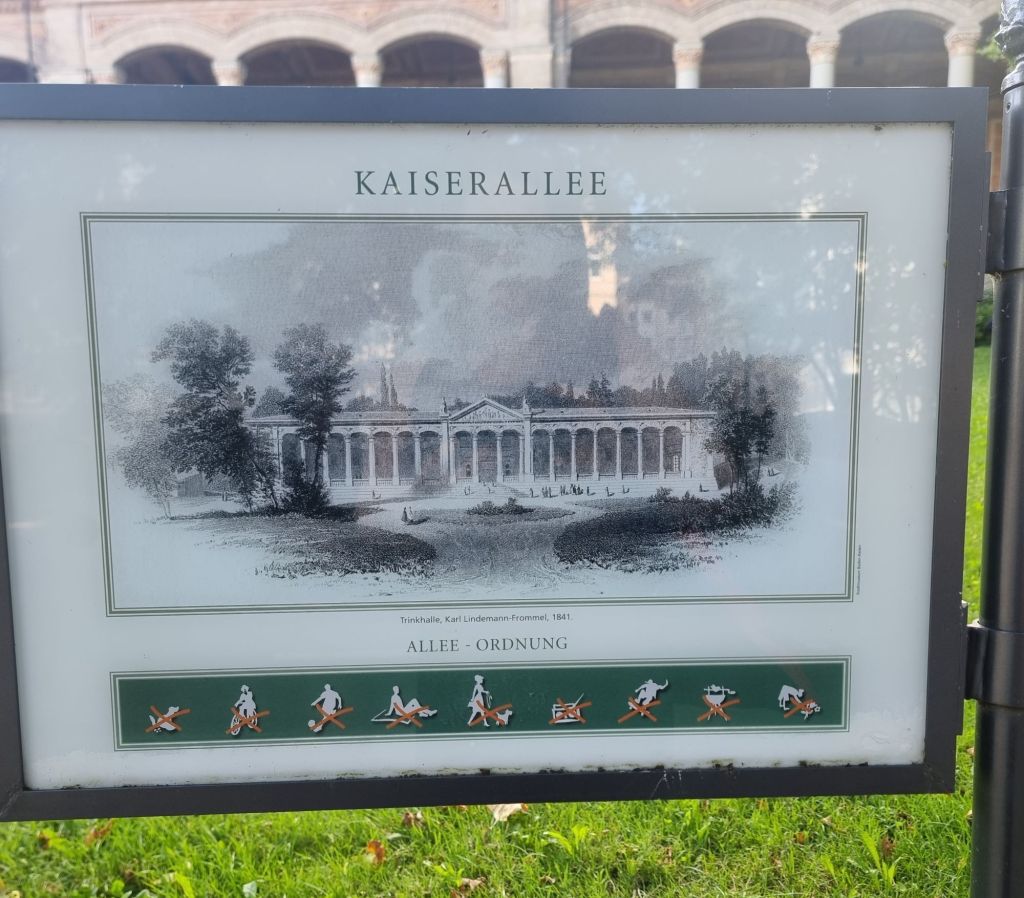 KAISERALLEE
Trinkhalle, Karl Lindemann-Frommel, 1841.
ALLEE - ORDNUNG